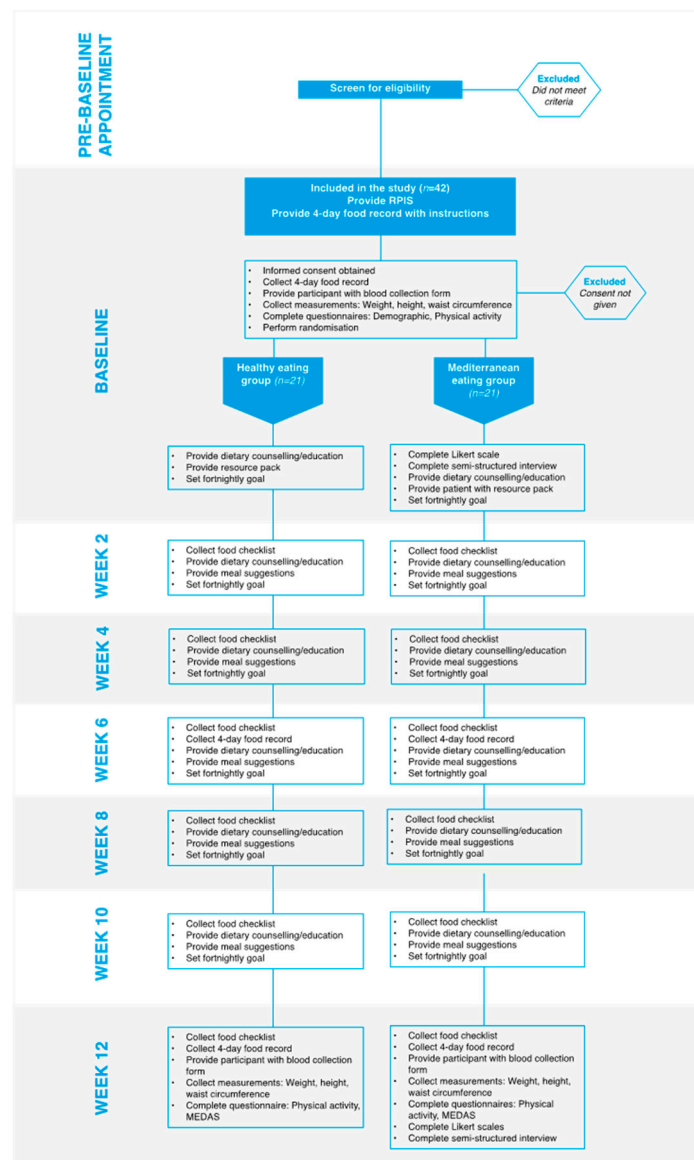 PRE-BASELINE
APPOINTMENT
Screen for eligibility
Excluded
Did not meet
criteria
BASELINE
Included in the study (n=42)
Provide RPIS
Provide 4-day food record with instructions
• Informed consent obtained
• Collect 4-day food record
• Provide participant with blood collection form
• Collect measurements: Weight, height, waist circumference
• Complete questionnaires: Demographic, Physical activity
• Perform randomisation
Excluded
Consent not
given
Healthy eating
group (n=21)
Mediterranean
eating group
(n=21)
• Provide dietary counselling/education
• Provide resource pack
• Set fortnightly goal
• Complete Likert scale
• Complete semi-structured interview
• Provide dietary counselling/education
• Provide patient with resource pack
• Set fortnightly goal
WEEK 2
• Collect food checklist
• Provide dietary counselling/education
• Provide meal suggestions
• Set fortnightly goal
• Collect food checklist
• Provide dietary counselling/education
• Provide meal suggestions
• Set fortnightly goal
WEEK 4
• Collect food checklist
• Provide dietary counselling/education
• Provide meal suggestions
• Set fortnightly goal
• Collect food checklist
• Provide dietary counselling/education
• Provide meal suggestions
• Set fortnightly goal
WEEK 6
• Collect food checklist
• Collect 4-day food record
• Provide dietary counselling/education
• Provide meal suggestions
• Set fortnightly goal
• Collect food checklist
• Collect 4-day food record
• Provide dietary counselling/education
• Provide meal suggestions
• Set fortnightly goal
WEEK 8
• Collect food checklist
• Provide dietary counselling/education
• Provide meal suggestions
• Set fortnightly goal
• Collect food checklist
• Provide dietary counselling/education
• Provide meal suggestions
• Set fortnightly goal
WEEK 10
• Collect food checklist
• Provide dietary counselling/education
• Provide meal suggestions
• Set fortnightly goal
• Collect food checklist
• Provide dietary counselling/education
• Provide meal suggestions
• Set fortnightly goal
WEEK 12
• Collect food checklist
• Collect 4-day food record
• Provide participant with blood collection
form
• Collect measurements: Weight, height,
waist circumference
• Complete questionnaire: Physical activity,
MEDAS
• Collect food checklist
• Collect 4-day food record
• Provide participant with blood collection
form
• Collect measurements: Weight, height,
waist circumference
• Complete questionnaires: Physical
activity, MEDAS
• Complete Likert scales
• Complete semi-structured interview